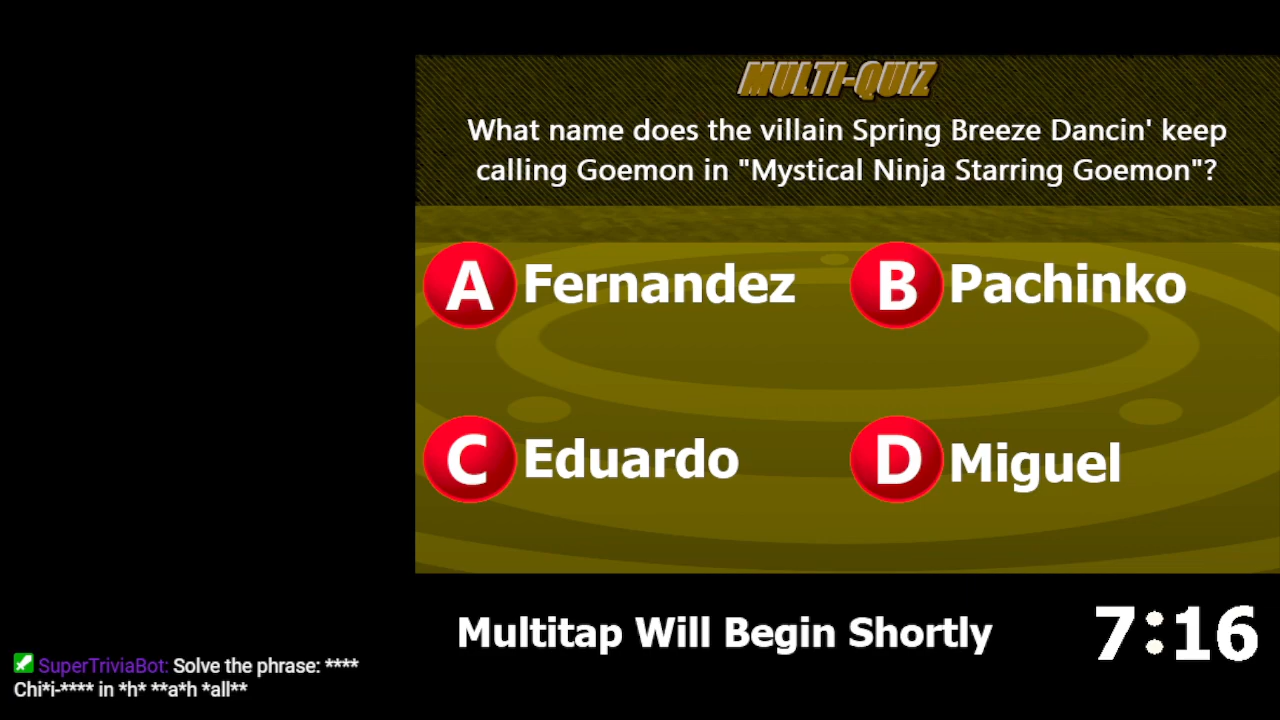 MULTI-QUIZ
What name does the villain Spring Breeze Dancin' keep
calling Goemon in "Mystical Ninja Starring Goemon"?
A Fernandez
B Pachinko
C Eduardo
D Miguel
Multitap Will Begin Shortly
7:16
SuperTriviaBot: Solve the phrase: ****
Chi*i-**** in *h* **a*h *all**